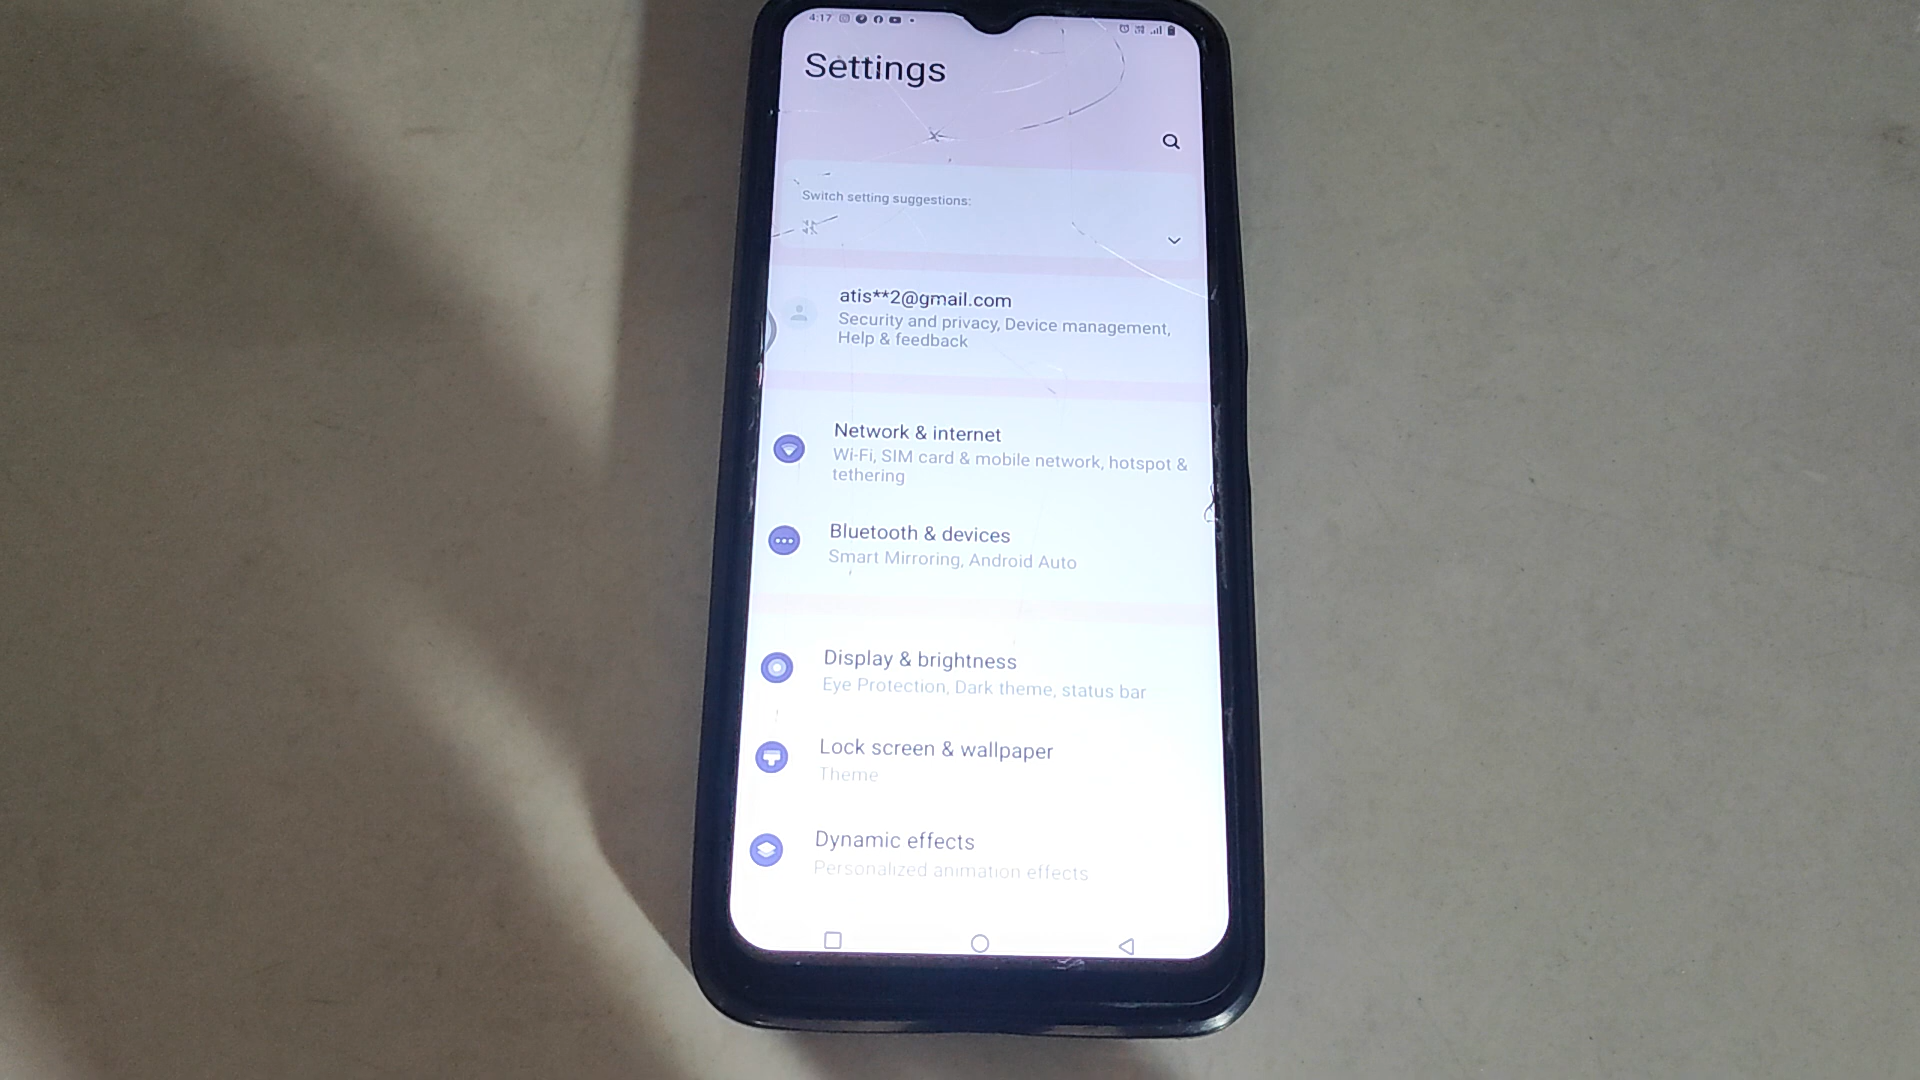 4:17
Settings
Switch setting suggestions:
atis**2@gmail.com
Security and privacy, Device management,
Help & feedback
Network & internet
Wi-Fi, SIM card & mobile network, hotspot &
tethering
Bluetooth & devices
Smart Mirroring, Android Auto
Display & brightness
Eye Protection, Dark theme, status bar
Lock screen & wallpaper
Theme
Dynamic effects
Personalized animation effects